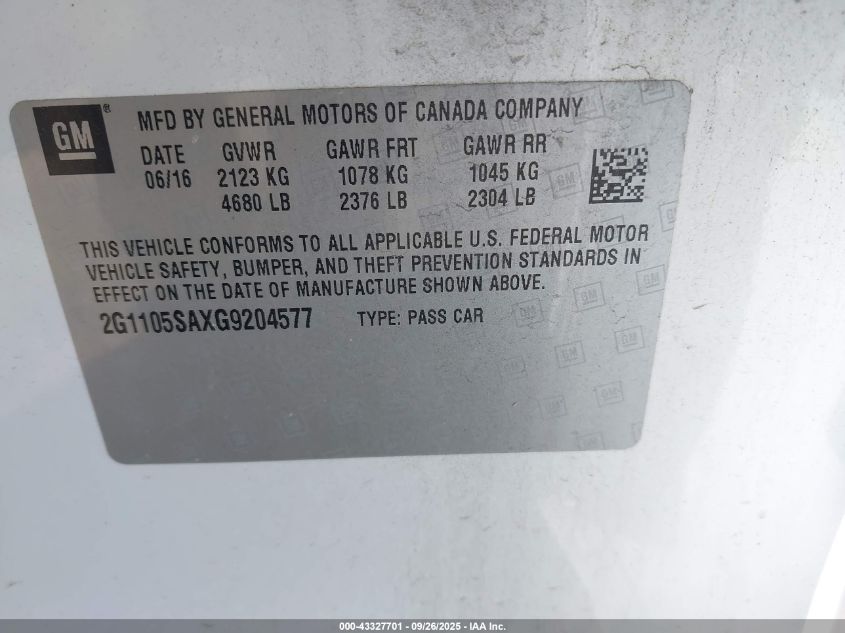 GM®
MFD BY GENERAL MOTORS OF CANADA COMPANY
DATE GVWR GAWR FRT GAWR RR
06/16 2123 KG 1078 KG 1045 KG
4680 LB 2376 LB 2304 LB
THIS VEHICLE CONFORMS TO ALL APPLICABLE U.S. FEDERAL MOTOR
VEHICLE SAFETY, BUMPER, AND THEFT PREVENTION STANDARDS IN
EFFECT ON THE DATE OF MANUFACTURE SHOWN ABOVE.
2G1105SAXG9204577 TYPE: PASS CAR
000-43327701 - 09/26/2025 - IAA Inc.